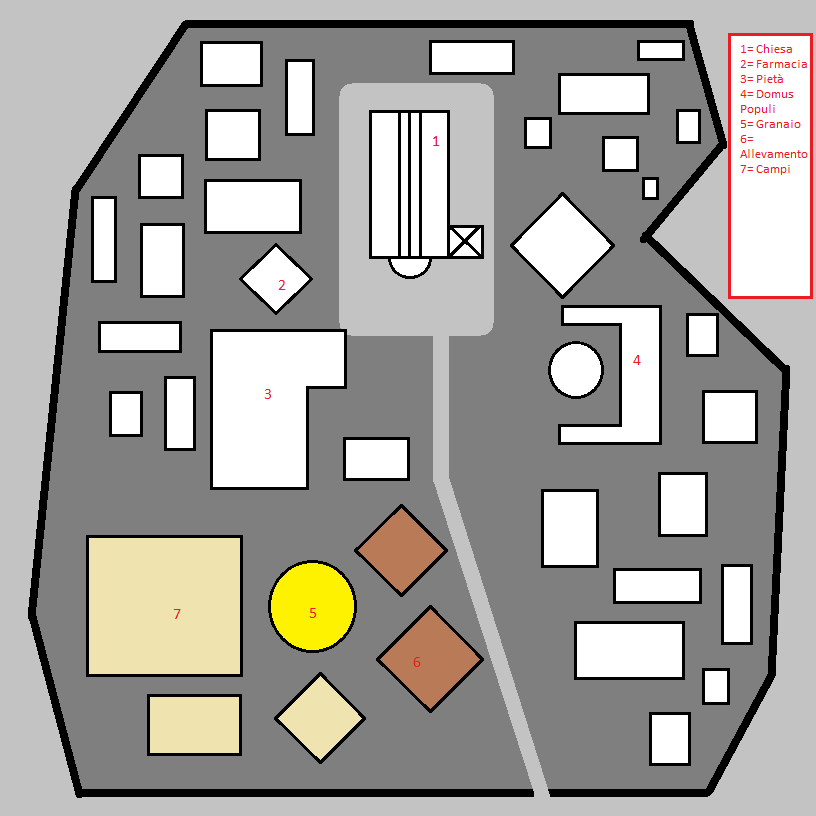 1= Chiesa
2= Farmacia
3= Pietà
4= Domus
Populi
5= Granaio
6=
Allevamento
7= Campi
1
2
3
4
5
6
7